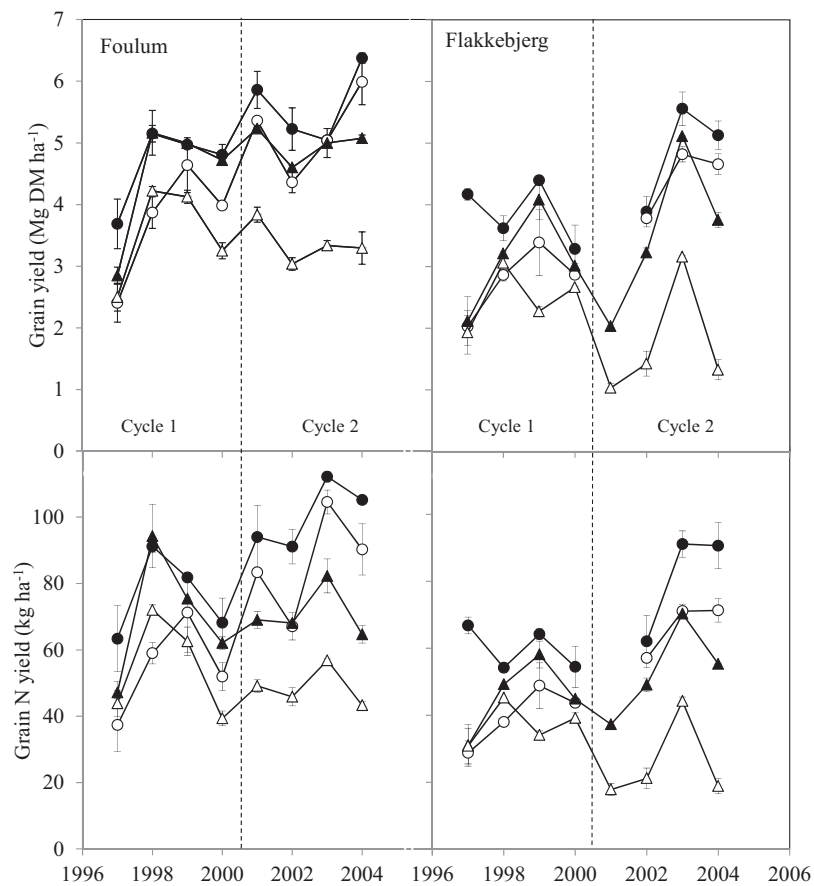 Foulum
Flakkebjerg
Grain yield (Mg DM ha-1)
7
6
5
4
3
2
1
0
Cycle 1
Cycle 2
Cycle 1
Cycle 2
Grain N yield (kg ha-1)
100
80
60
40
20
0
1996 1998 2000 2002 2004 1996 1998 2000 2002 2004 2006